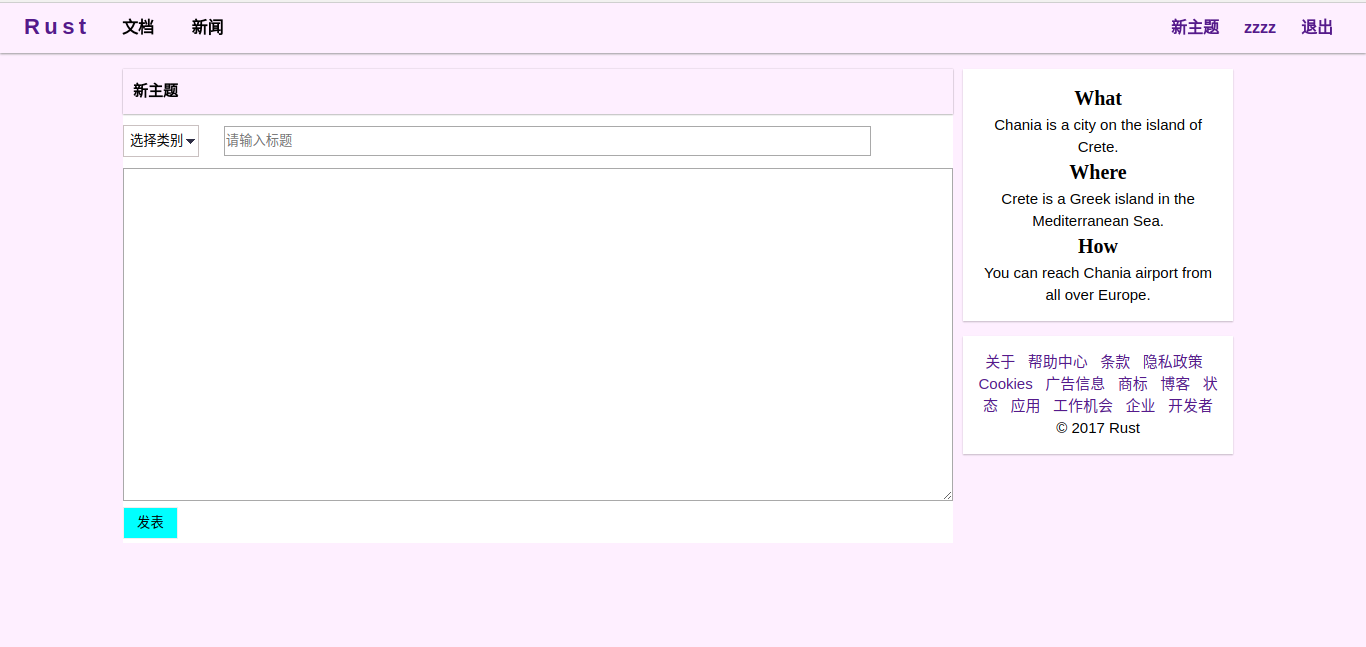 Rust 文档 新闻 新主题 zzzz 退出
新主题
选择类别 请输入标题
发表
What
Chania is a city on the island of
Crete.
Where
Crete is a Greek island in the
Mediterranean Sea.
How
You can reach Chania airport from
all over Europe.
关于 帮助中心 条款 隐私政策
Cookies 广告信息 商标 博客 状
态 应用 工作机会 企业 开发者
© 2017 Rust